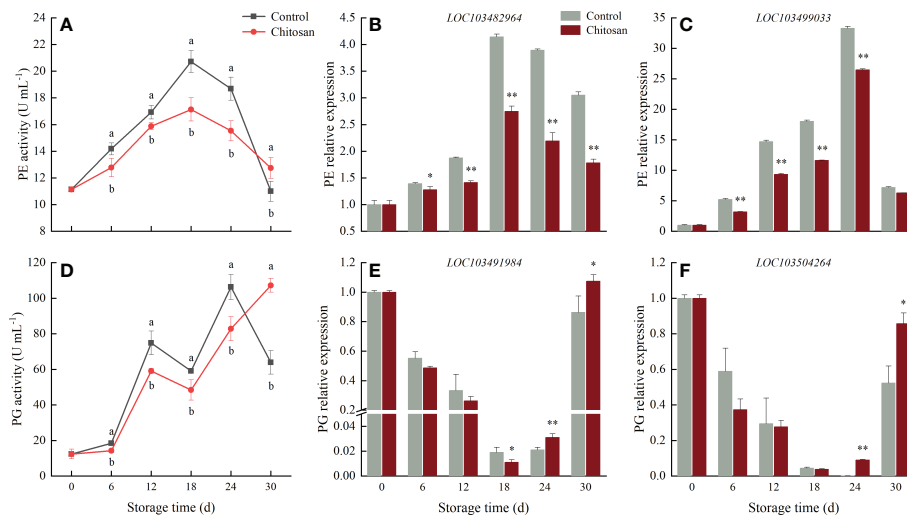 A
Control
Chitosan
PE activity (U mL⁻¹)
24
22
20
18
16
14
12
10
8
a
a
a
a
a
b
b
b
b
b
B
LOC103482964
Control
Chitosan
PE relative expression
4.5
4.0
3.5
3.0
2.5
2.0
1.5
1.0
0.5
*
**
**
**
**
C
LOC103499033
Control
Chitosan
PE relative expression
35
30
25
20
15
10
5
0
**
**
**
**
D
PG activity (U mL⁻¹)
120
100
80
60
40
20
0
a
a
a
a
a
b
b
b
b
b
0 6 12 18 24 30
Storage time (d)
E
LOC103491984
PG relative expression
1.2
1.0
0.8
0.6
0.4
0.2
0.04
0.02
0.00
*
**
*
0 6 12 18 24 30
Storage time (d)
F
LOC103504264
PG relative expression
1.2
1.0
0.8
0.6
0.4
0.2
0.0
**
*
0 6 12 18 24 30
Storage time (d)